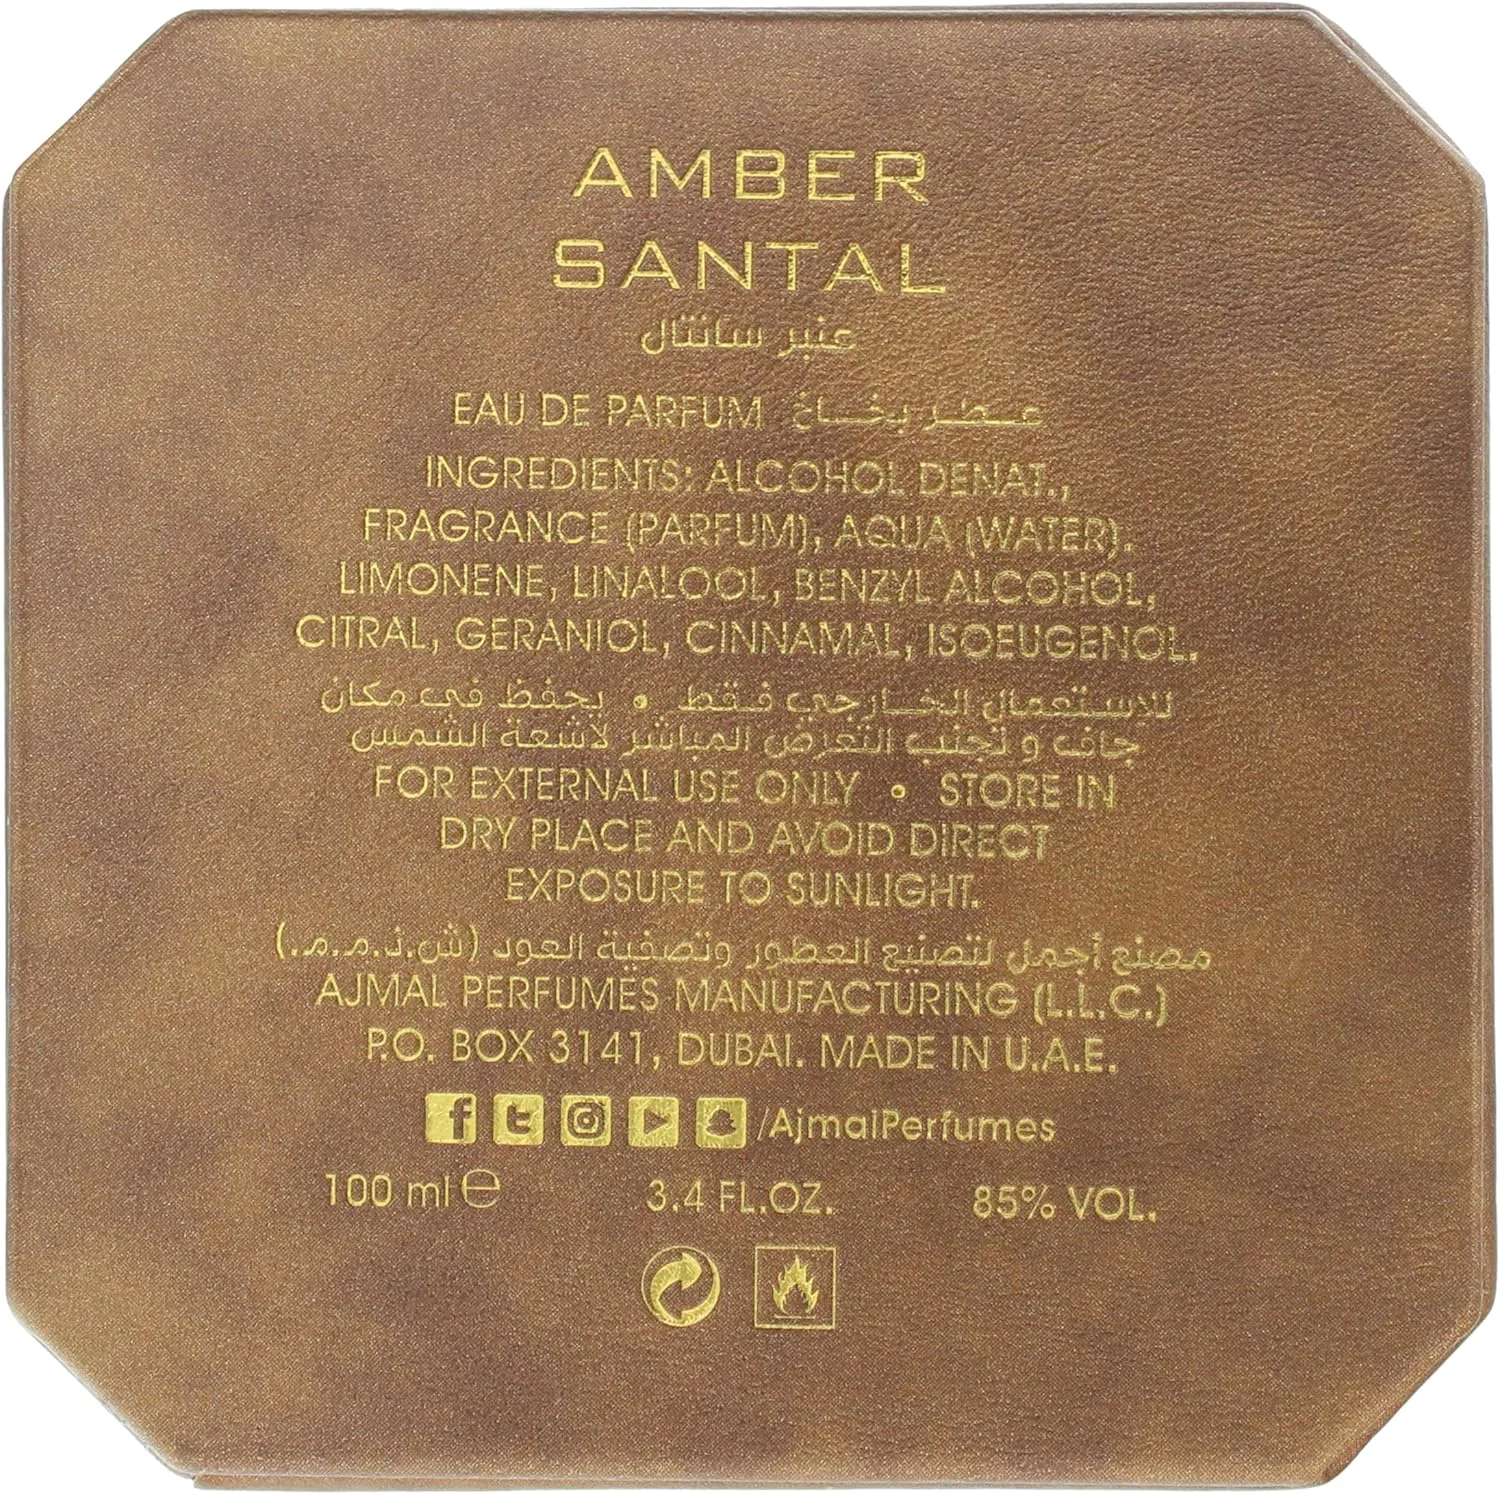 AMBER
SANTAL
عنبر سانتال
EAU DE PARFUM عطر بخاخ
INGREDIENTS: ALCOHOL DENAT.,
FRAGRANCE (PARFUM), AQUA (WATER).
LIMONENE, LINALOOL, BENZYL ALCOHOL,
CITRAL, GERANIOL, CINNAMAL, ISOEUGENOL.
للاستعمال الخارجي فقط • يحفظ في مكان
جاف و تجنب التعرض المباشر لأشعة الشمس
FOR EXTERNAL USE ONLY • STORE IN
DRY PLACE AND AVOID DIRECT
EXPOSURE TO SUNLIGHT.
مصنع أجمل لتصنيع العطور وتصفية العود (ش.ذ.م.م.)
AJMAL PERFUMES MANUFACTURING (L.L.C.)
P.O. BOX 3141, DUBAI. MADE IN U.A.E.
/AjmalPerfumes
100 ml ℮ 3.4 FL.OZ. 85% VOL.